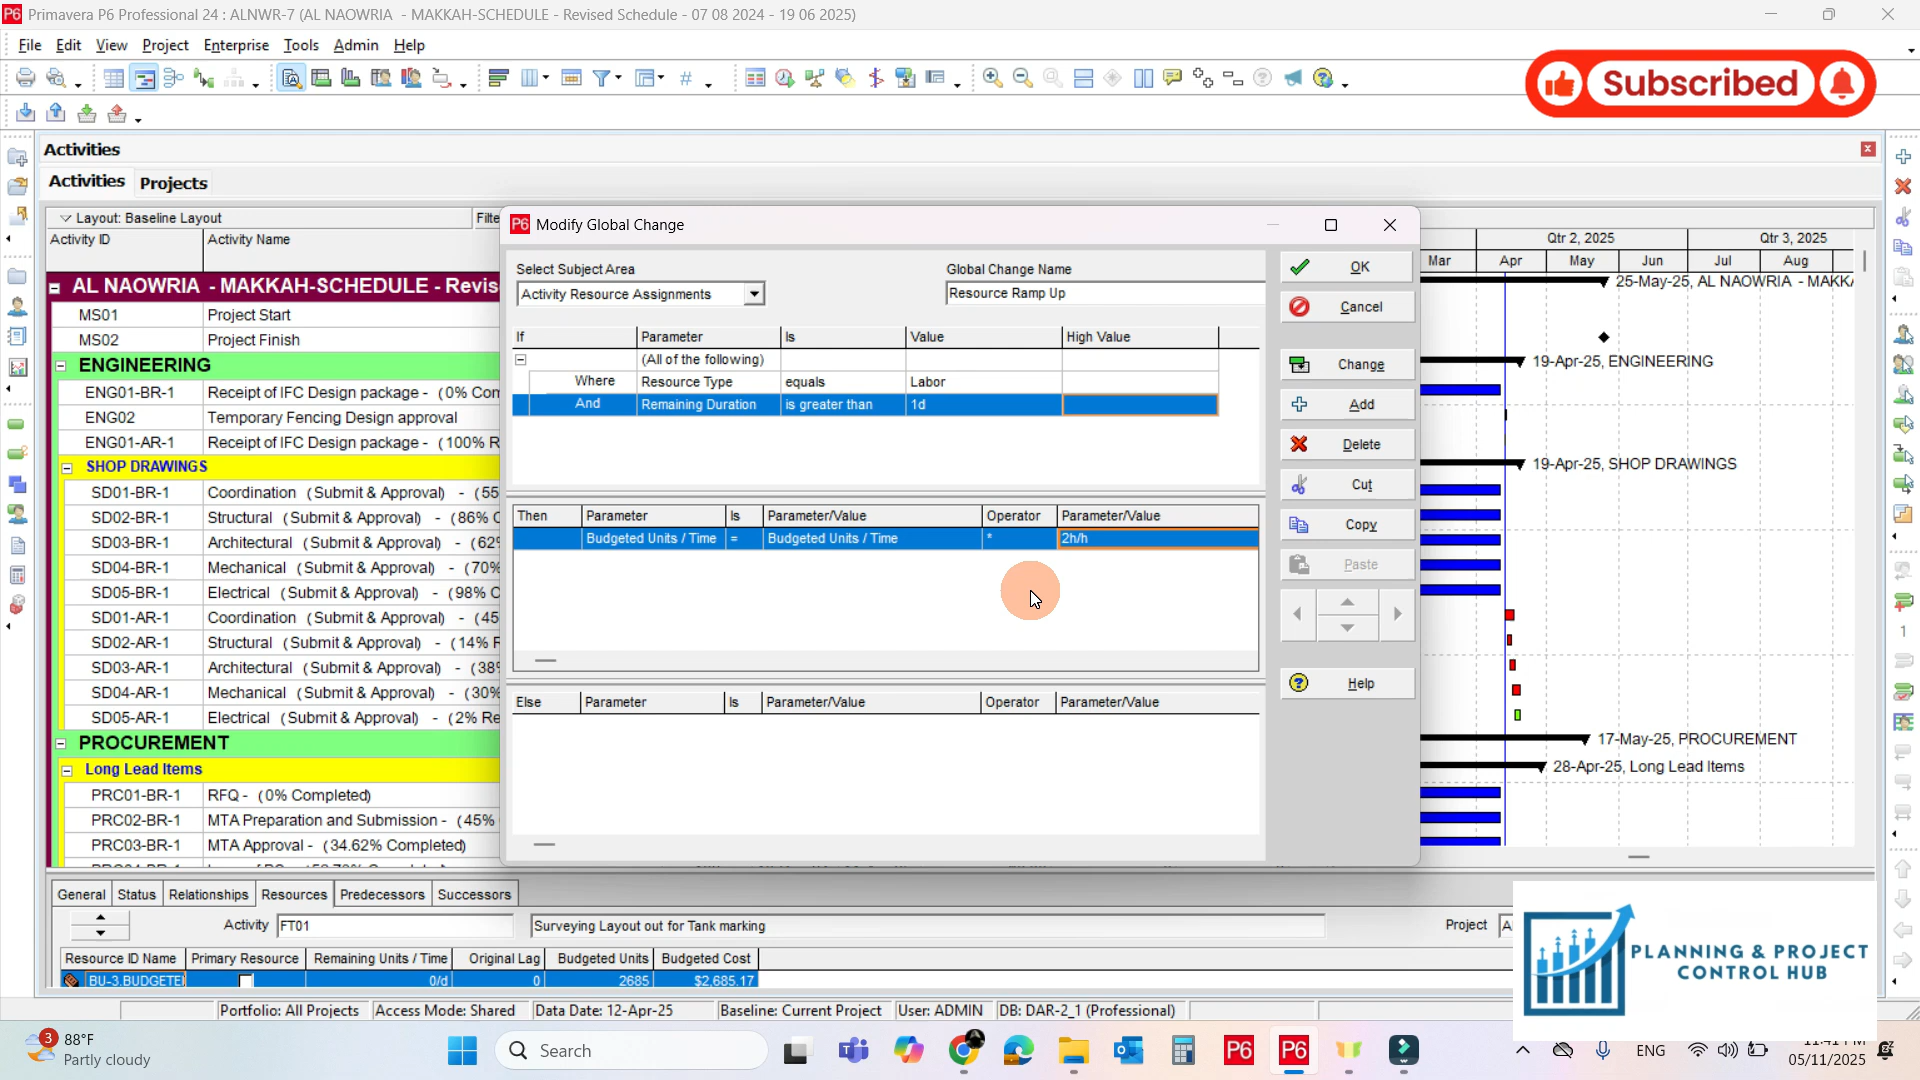 Primavera P6 Professional 24 : ALNWR-7 (AL NAOWRIA - MAKKAH-SCHEDULE - Revised Schedule - 07 08 2024 - 19 06 2025)
File Edit View Project Enterprise Tools Admin Help
Subscribed
Activities
Activities Projects
Layout: Baseline Layout
Activity ID Activity Name
Qtr 2, 2025 Qtr 3, 2025
Mar Apr May Jun Jul Aug
AL NAOWRIA - MAKKAH-SCHEDULE - Revis
MS01 Project Start
MS02 Project Finish
ENGINEERING
ENG01-BR-1 Receipt of IFC Design package - (0% Con
ENG02 Temporary Fencing Design approval
ENG01-AR-1 Receipt of IFC Design package - (100% R
SHOP DRAWINGS
SD01-BR-1 Coordination (Submit & Approval) - (55
SD02-BR-1 Structural (Submit & Approval) - (86% C
SD03-BR-1 Architectural (Submit & Approval) - (62
SD04-BR-1 Mechanical (Submit & Approval) - (70%
SD05-BR-1 Electrical (Submit & Approval) - (98% C
SD01-AR-1 Coordination (Submit & Approval) - (45
SD02-AR-1 Structural (Submit & Approval) - (14% F
SD03-AR-1 Architectural (Submit & Approval) - (38
SD04-AR-1 Mechanical (Submit & Approval) - (30%
SD05-AR-1 Electrical (Submit & Approval) - (2% Re
PROCUREMENT
Long Lead Items
PRC01-BR-1 RFQ - (0% Completed)
PRC02-BR-1 MTA Preparation and Submission - (45%
PRC03-BR-1 MTA Approval - (34.62% Completed)
Modify Global Change
Select Subject Area Global Change Name
Activity Resource Assignments Resource Ramp Up
If Parameter Is Value High Value
(All of the following)
Where Resource Type equals Labor
And Remaining Duration is greater than 1d
Then Parameter Is Parameter/Value Operator Parameter/Value
Budgeted Units / Time = Budgeted Units / Time * 2h/h
Else Parameter Is Parameter/Value Operator Parameter/Value
OK
Cancel
Change
Add
Delete
Cut
Copy
Paste
Help
25-May-25, AL NAOWRIA - MAKK
19-Apr-25, ENGINEERING
19-Apr-25, SHOP DRAWINGS
17-May-25, PROCUREMENT
28-Apr-25, Long Lead Items
General Status Relationships Resources Predecessors Successors
Activity FT01 Surveying Layout out for Tank marking Project
Resource ID Name Primary Resource Remaining Units / Time Original Lag Budgeted Units Budgeted Cost
BU-3.BUDGETE 0/d 0 2685 $2,685.17
PLANNING & PROJECT
CONTROL HUB
Portfolio: All Projects Access Mode: Shared Data Date: 12-Apr-25 Baseline: Current Project User: ADMIN DB: DAR-2_1 (Professional)
3 88°F
Partly cloudy
Search
ENG
05/11/2025